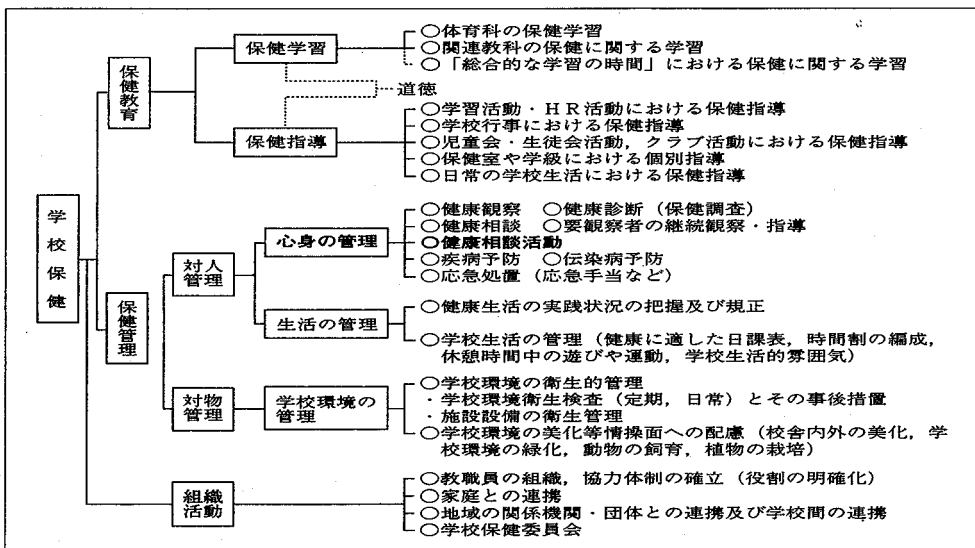 学校保健
保健教育
保健学習
○体育科の保健学習
○関連教科の保健に関する学習
○「総合的な学習の時間」における保健に関する学習
道徳
保健指導
○学習活動・HR活動における保健指導
○学校行事における保健指導
○児童会・生徒会活動，クラブ活動における保健指導
○保健室や学級における個別指導
○日常の学校生活における保健指導
保健管理
対人管理
心身の管理
○健康観察　○健康診断（保健調査）
○健康相談　○要観察者の継続観察・指導
○健康相談活動
○疾病予防　○伝染病予防
○応急処置（応急手当など）
生活の管理
○健康生活の実践状況の把握及び規正
○学校生活の管理（健康に適した日課表，時間割の編成，
休憩時間中の遊びや運動，学校生活的雰囲気）
対物管理
学校環境の管理
○学校環境の衛生的管理
・学校環境衛生検査（定期，日常）とその事後措置
・施設設備の衛生管理
○学校環境の美化等情操面への配慮（校舎内外の美化，学
校環境の緑化，動物の飼育，植物の栽培）
組織活動
○教職員の組織，協力体制の確立（役割の明確化）
○家庭との連携
○地域の関係機関・団体との連携及び学校間の連携
○学校保健委員会